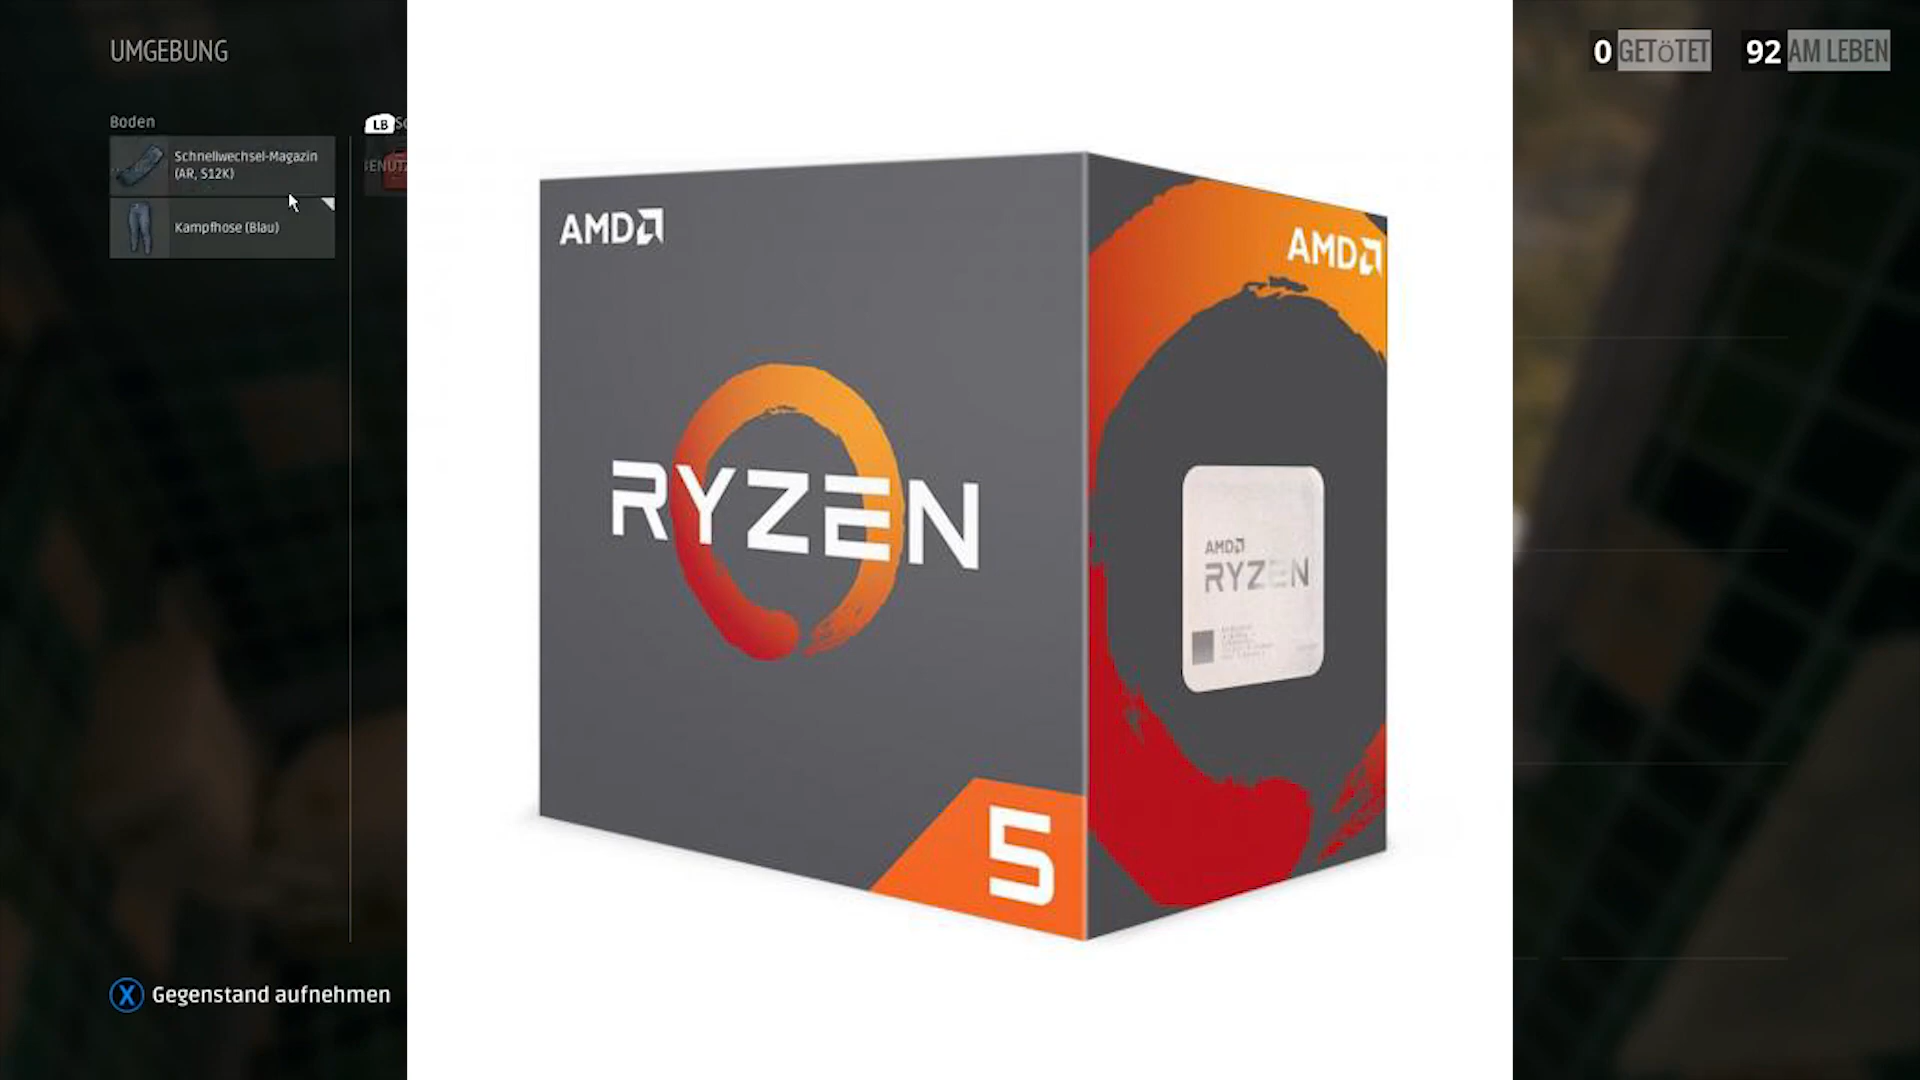 UMGEBUNG
0 GETÖTET 92 AM LEBEN
Boden
LB
Schnellwechsel-Magazin
(AR, S12K)
Kampfhose (Blau)
AMD
AMD
RYZEN
AMD
RYZEN
5
X Gegenstand aufnehmen